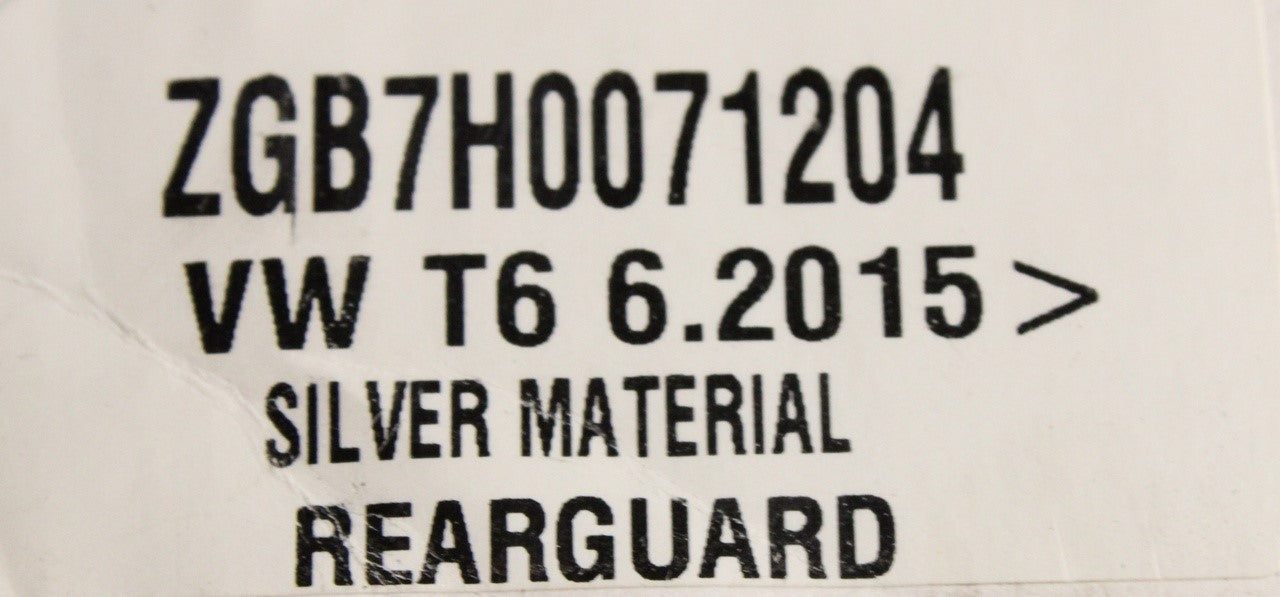 ZGB7H0071204
VW T6 6.2015>
SILVER MATERIAL
REARGUARD